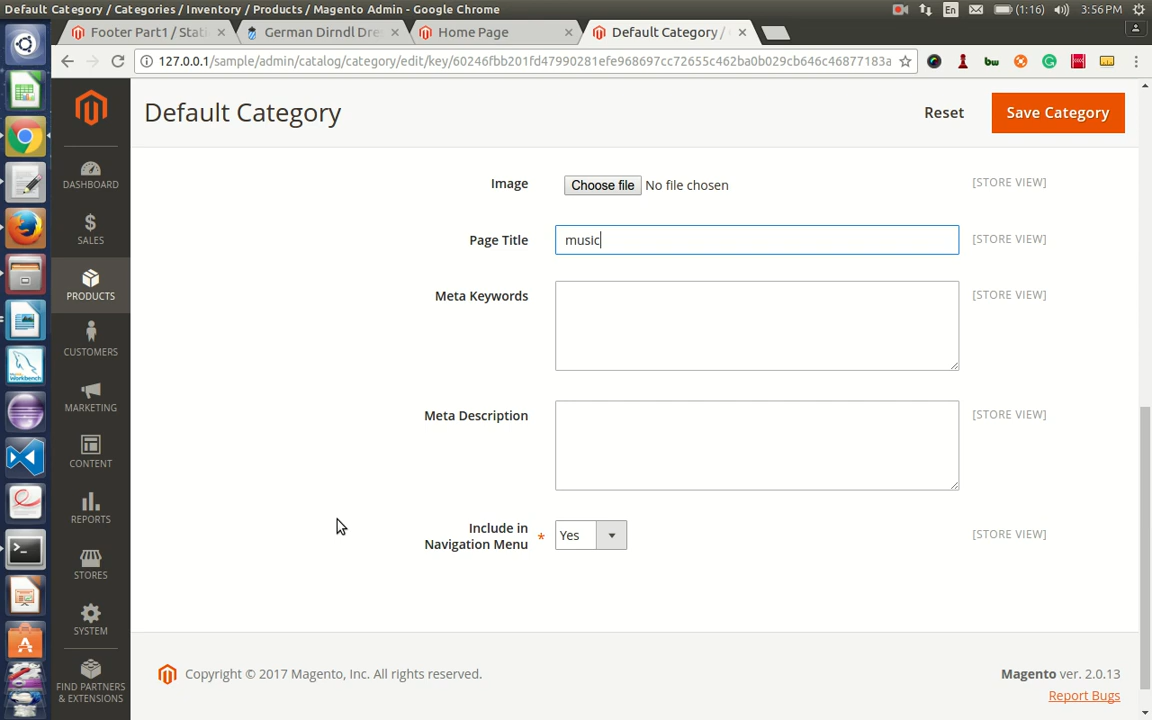 Default Category / Categories / Inventory / Products / Magento Admin - Google Chrome
En
(1:16)
3:56PM
Footer Part1 / Stati
German Dirndl Dre
Home Page
Default Category /
127.0.0.1/sample/admin/catalog/category/edit/key/60246fbb201fd47990281efe968697cc72655c462ba0b029cb646c46877183a
bw
Default Category
Reset
Save Category
DASHBOARD
SALES
PRODUCTS
CUSTOMERS
MARKETING
CONTENT
REPORTS
STORES
SYSTEM
FIND PARTNERS
& EXTENSIONS
Image
Choose file
No file chosen
[STORE VIEW]
Page Title
music
[STORE VIEW]
Meta Keywords
[STORE VIEW]
Meta Description
[STORE VIEW]
Include in
Navigation Menu
*
Yes
[STORE VIEW]
Copyright © 2017 Magento, Inc. All rights reserved.
Magento ver. 2.0.13
Report Bugs